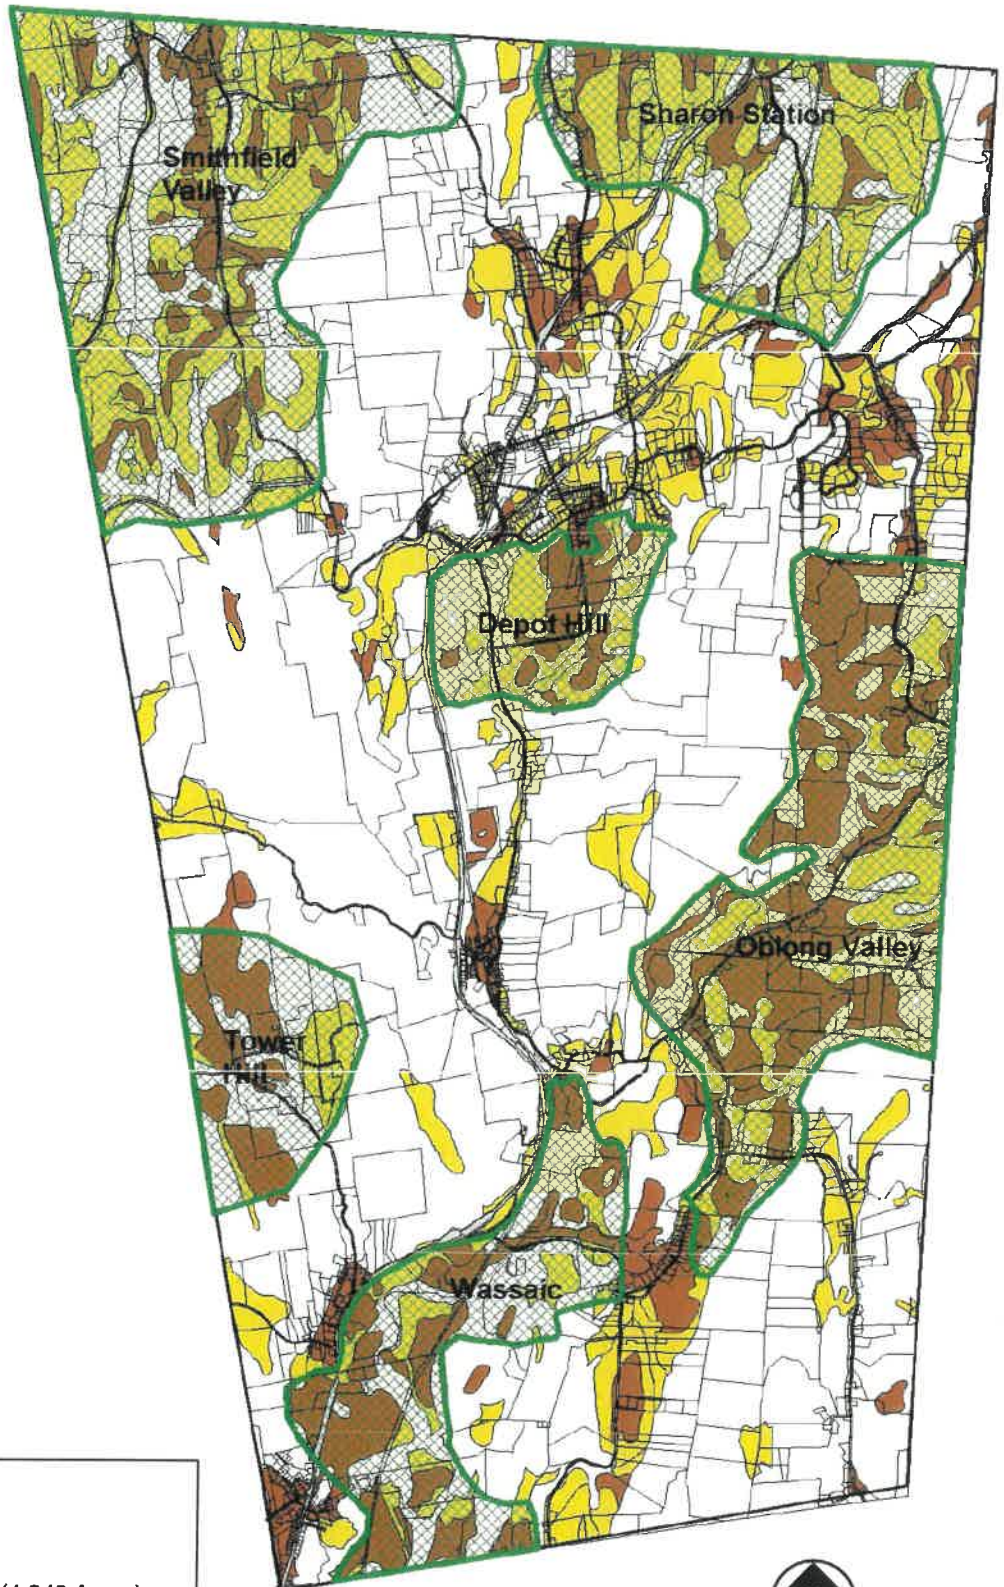 Sharon Station
Smithfield
Valley
Depot Hill
Oblong Valley
Tower
Hill
Wassaic